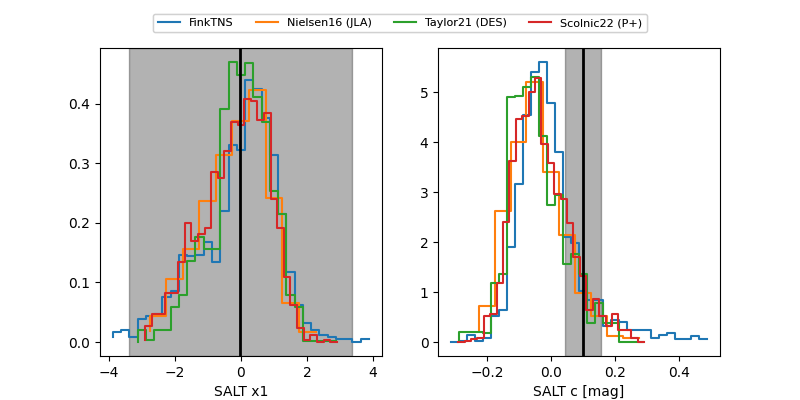 FinkTNS Nielsen16 (JLA) Taylor21 (DES) Scolnic22 (P+)
0.4
0.3
0.2
0.1
0.0
−4 −2 0 2 4
SALT x1
5
4
3
2
1
0
−0.2 0.0 0.2 0.4
SALT c [mag]